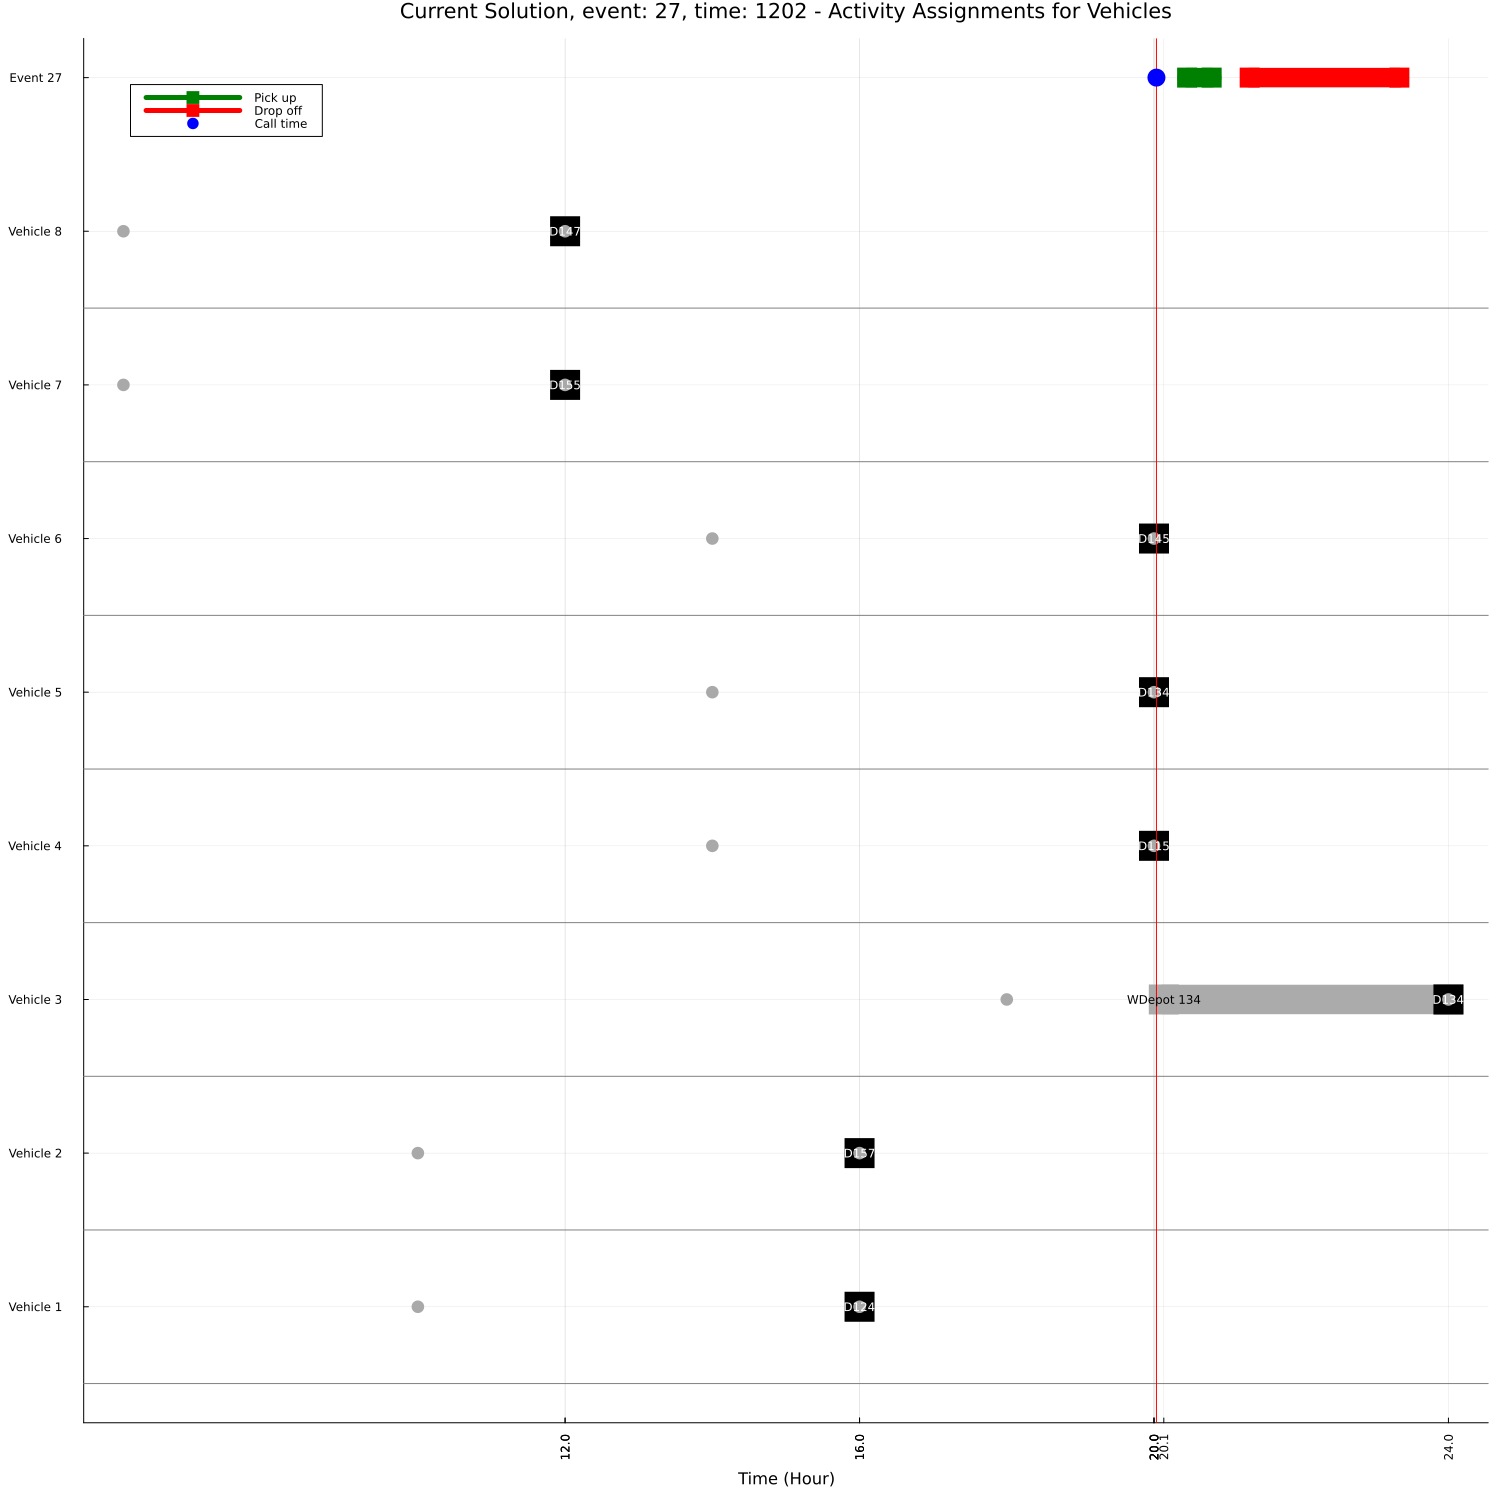 Current Solution, event: 27, time: 1202 - Activity Assignments for Vehicles
Event 27
Pick up
Drop off
Call time
Vehicle 8
D147
Vehicle 7
D155
Vehicle 6
D145
Vehicle 5
D134
Vehicle 4
D115
Vehicle 3
WDepot 134
D134
Vehicle 2
D157
Vehicle 1
D124
12.0
16.0
20.0
20.1
24.0
Time (Hour)